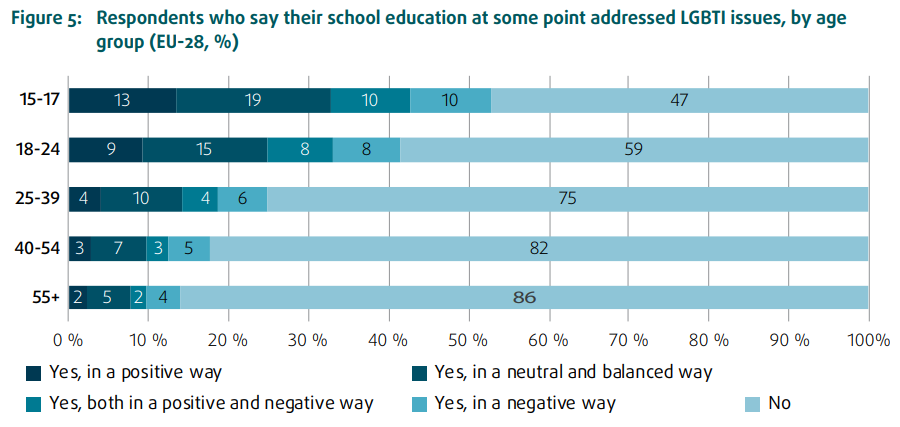 Figure 5: Respondents who say their school education at some point addressed LGBTI issues, by age
group (EU-28, %)
15-17 13 19 10 10 47
18-24 9 15 8 8 59
25-39 4 10 4 6 75
40-54 3 7 3 5 82
55+ 2 5 2 4 86
0 % 10 % 20 % 30 % 40 % 50 % 60 % 70 % 80 % 90 % 100%
Yes, in a positive way Yes, in a neutral and balanced way
Yes, both in a positive and negative way Yes, in a negative way No